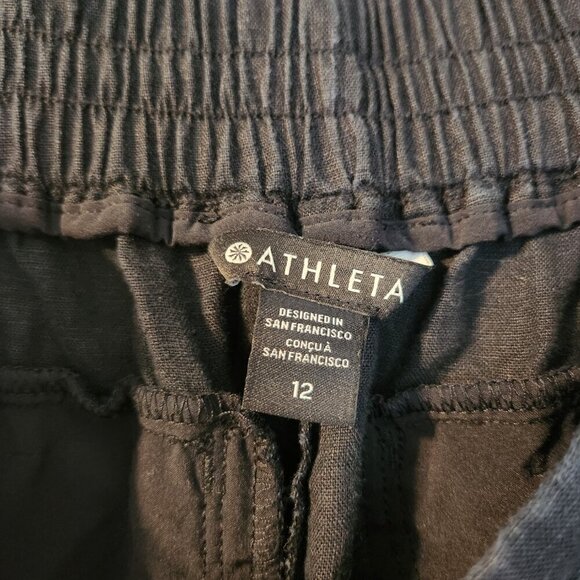 ATHLETA
DESIGNED IN
SAN FRANCISCO
CONÇU À
SAN FRANCISCO
12